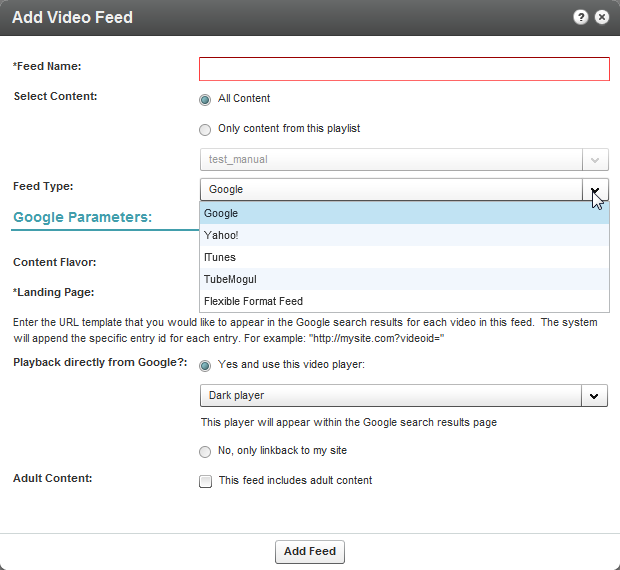 Add Video Feed
*Feed Name:
Select Content:
All Content
Only content from this playlist
test_manual
Feed Type:
Google
Google Parameters:
Google
Yahoo!
ITunes
TubeMogul
Flexible Format Feed
Content Flavor:
*Landing Page:
Enter the URL template that you would like to appear in the Google search results for each video in this feed. The system
will append the specific entry id for each entry. For example: "http://mysite.com?videoid="
Playback directly from Google?:
Yes and use this video player:
Dark player
This player will appear within the Google search results page
No, only linkback to my site
Adult Content:
This feed includes adult content
Add Feed